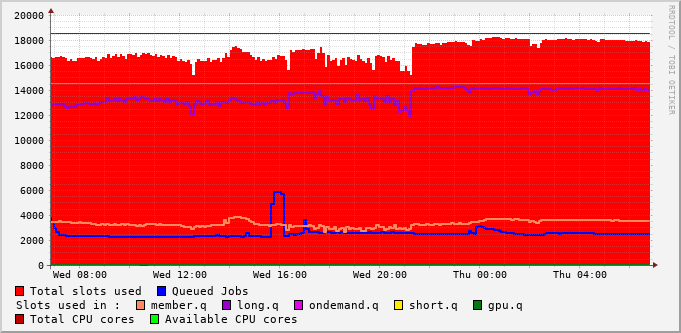 20000
18000
16000
14000
12000
10000
8000
6000
4000
2000
0
Wed 08:00 Wed 12:00 Wed 16:00 Wed 20:00 Thu 00:00 Thu 04:00
RRDTOOL / TOBI OETIKER
Total slots used Queued Jobs
Slots used in : member.q long.q ondemand.q short.q gpu.q
Total CPU cores Available CPU cores